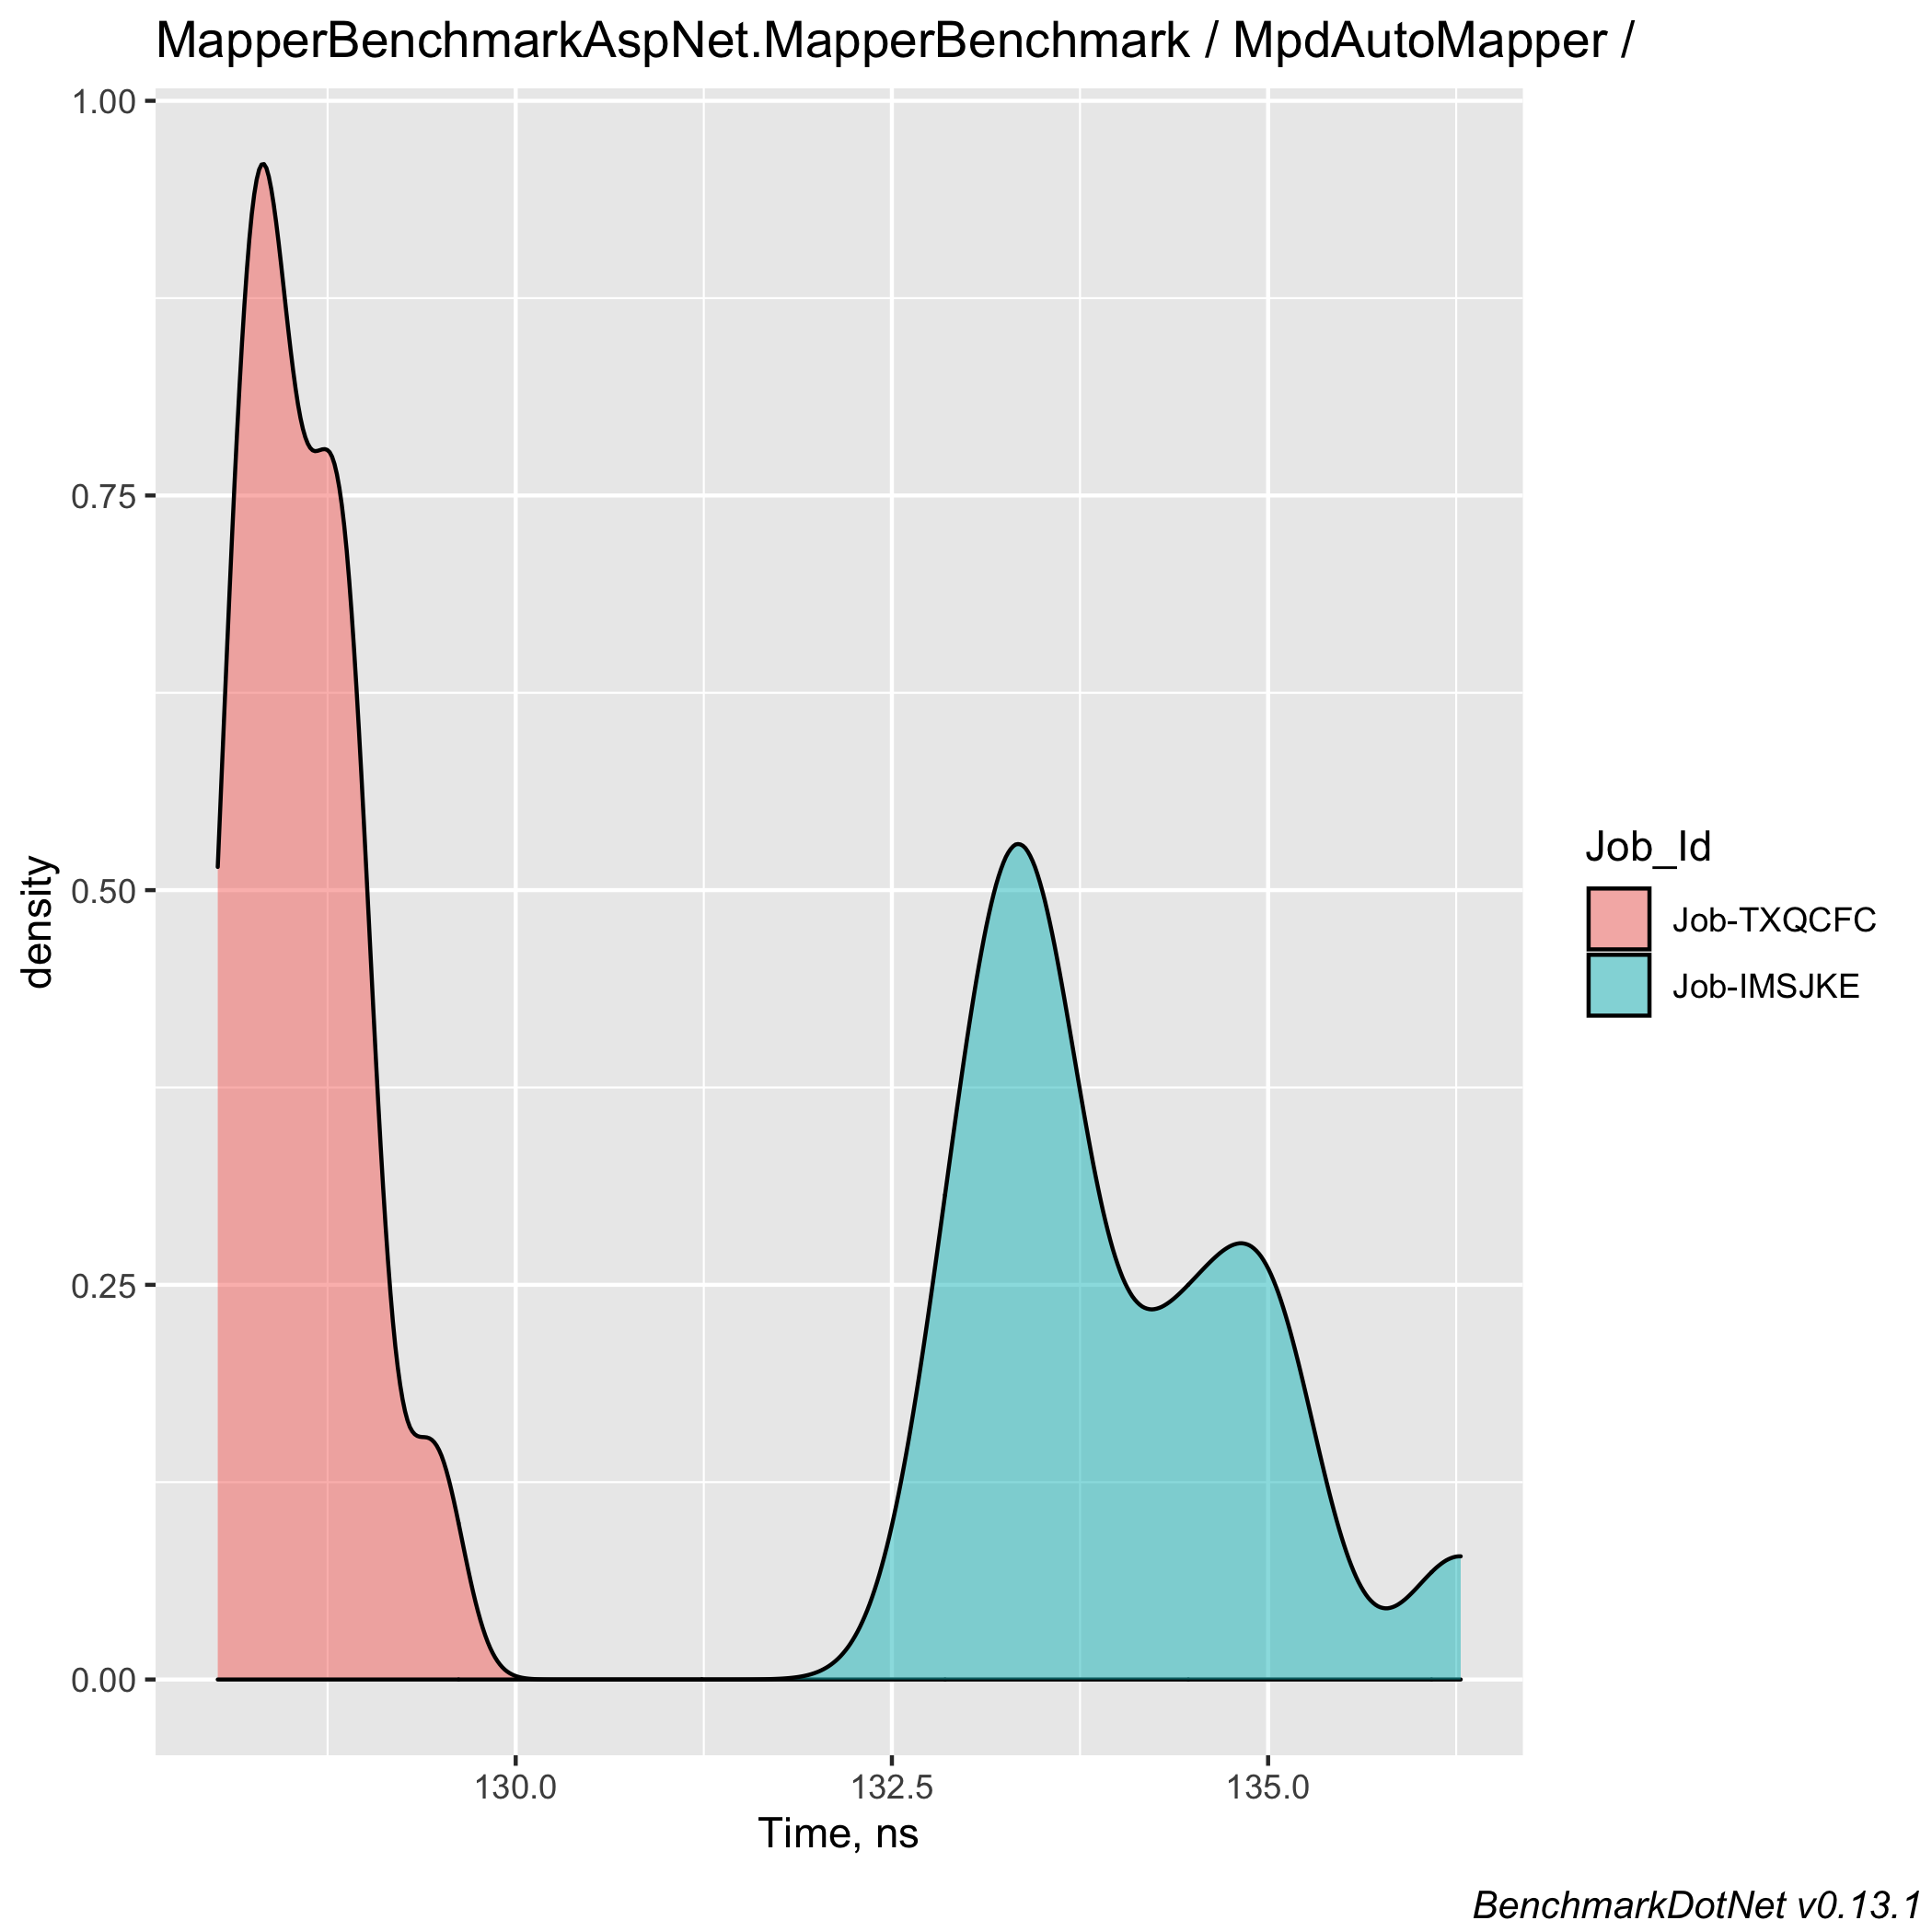 MapperBenchmarkAspNet.MapperBenchmark / MpdAutoMapper /
1.00
0.75
0.50
0.25
0.00
density
130.0 132.5 135.0
Time, ns
Job_Id
Job-TXQCFC
Job-IMSJKE
BenchmarkDotNet v0.13.1